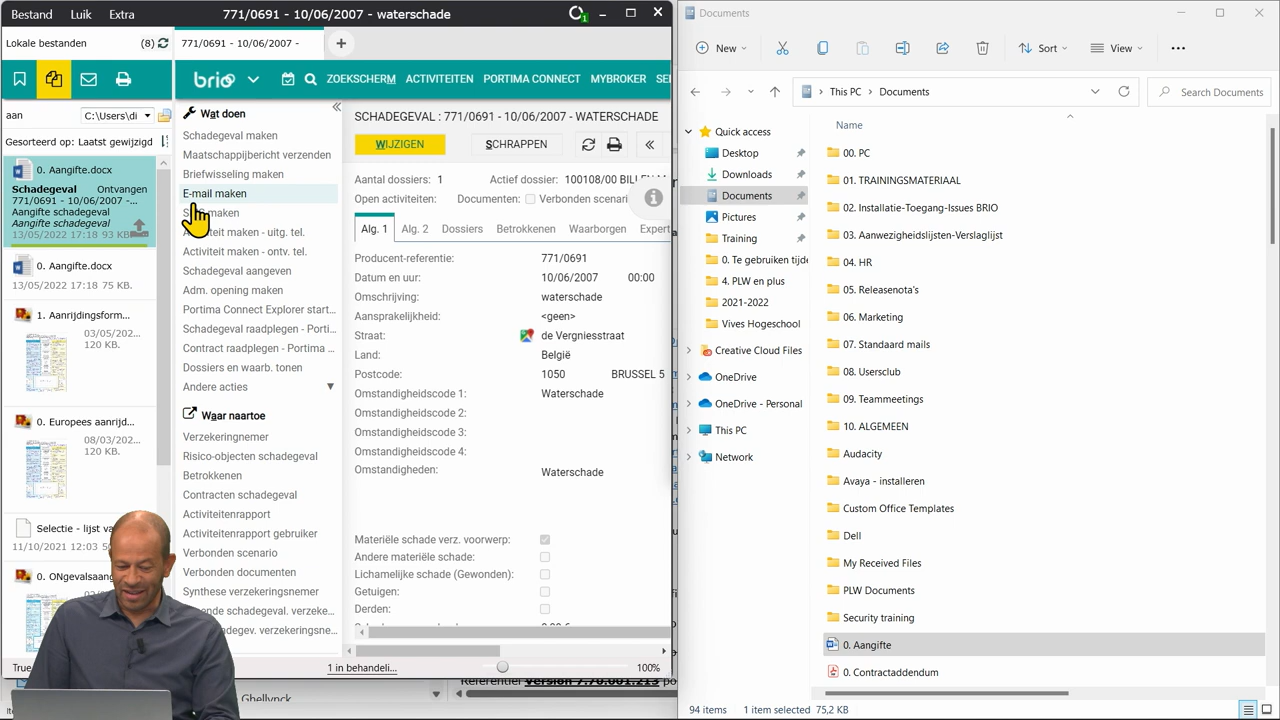 Bestand Luik Extra
771/0691 - 10/06/2007 - waterschade
1
Lokale bestanden (8)
771/0691 - 10/06/2007 -
brio
ZOEKSCHERM ACTIVITEITEN PORTIMA CONNECT MYBROKER
aan C:\Users\di
Gesorteerd op: Laatst gewijzigd
0. Aangifte.docx
Schadegeval Ontvangen
771/0691 - 10/06/2007 -...
Aangifte schadegeval
Aangifte schadegeval
13/05/2022 17:18 93 KB
0. Aangifte.docx
13/05/2022 17:18 75 KB.
1. Aanrijdingsform...
03/05/202...
120 KB.
0. Europees aanrijd...
08/03/202...
120 KB.
Selectie - lijst va
11/10/2021 12:03
0. ONgevalsaang
Wat doen
Schadegeval maken
Maatschappijbericht verzenden
Briefwisseling maken
E-mail maken
maken
maken - uitg. tel.
Activiteit maken - ontv. tel.
Schadegeval aangeven
Adm. opening maken
Portima Connect Explorer start...
Schadegeval raadplegen - Porti...
Contract raadplegen - Portima ...
Dossiers en waarb. tonen
Andere acties
Waar naartoe
Verzekeringnemer
Risico-objecten schadegeval
Betrokkenen
Contracten schadegeval
Activiteitenrapport
Activiteitenrapport gebruiker
Verbonden scenario
Verbonden documenten
Synthese verzekeringsnemer
schadegeval. verzeke...
verzekeringsne...
SCHADEGEVAL : 771/0691 - 10/06/2007 - WATERSCHADE
WIJZIGEN SCHRAPPEN
Aantal dossiers: 1 Actief dossier: 100108/00
Open activiteiten: Documenten: Verbonden scenari
Alg. 1 Alg. 2 Dossiers Betrokkenen Waarborgen Expert
Producent-referentie: 771/0691
Datum en uur: 10/06/2007 00:00
Omschrijving: waterschade
Aansprakelijkheid: <geen>
Straat: de Vergniesstraat
Land: België
Postcode: 1050 BRUSSEL 5
Omstandigheidscode 1: Waterschade
Omstandigheidscode 2:
Omstandigheidscode 3:
Omstandigheidscode 4:
Omstandigheden: Waterschade
Materiële schade verz. voorwerp:
Andere materiële schade:
Lichamelijke schade (Gewonden):
Getuigen:
Derden:
True
1 in behandeli...
100%
Ghellynck
Referentier version 7.70.001.213
Documents
New Sort View
This PC Documents
Search Documents
Quick access
Desktop
Downloads
Documents
Pictures
Training
0. Te gebruiken tijde
4. PLW en plus
2021-2022
Vives Hogeschool
Creative Cloud Files
OneDrive
OneDrive - Personal
This PC
Network
Name
00. PC
01. TRAININGSMATERIAAL
02. Installatie-Toegang-Issues BRIO
03. Aanwezigheidslijsten-Verslaglijst
04. HR
05. Releasenota's
06. Marketing
07. Standaard mails
08. Usersclub
09. Teammeetings
10. ALGEMEEN
Audacity
Avaya - installeren
Custom Office Templates
Dell
My Received Files
PLW Documents
Security training
0. Aangifte
0. Contractaddendum
94 items 1 item selected 75,2 KB